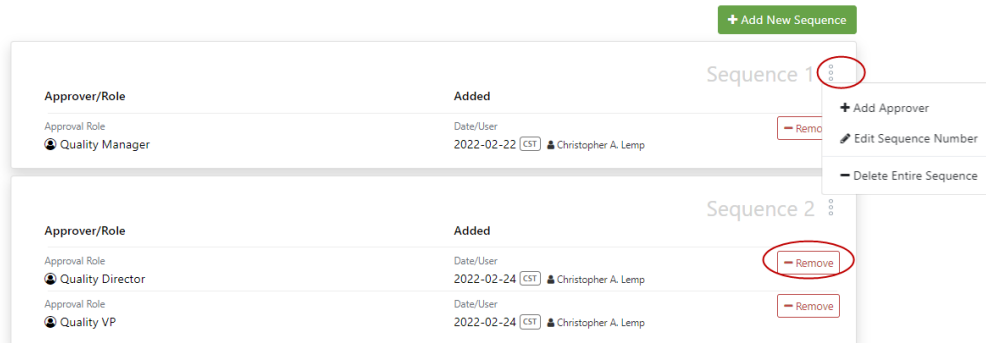 Add New Sequence
Sequence 1
Approver/Role Added
Add Approver
Approval Role Date/User
Quality Manager 2022-02-22 CST Christopher A. Lemp
Edit Sequence Number
Delete Entire Sequence
Sequence 2
Approver/Role Added
Approval Role Date/User Remove
Quality Director 2022-02-24 CST Christopher A. Lemp
Approval Role Date/User Remove
Quality VP 2022-02-24 CST Christopher A. Lemp